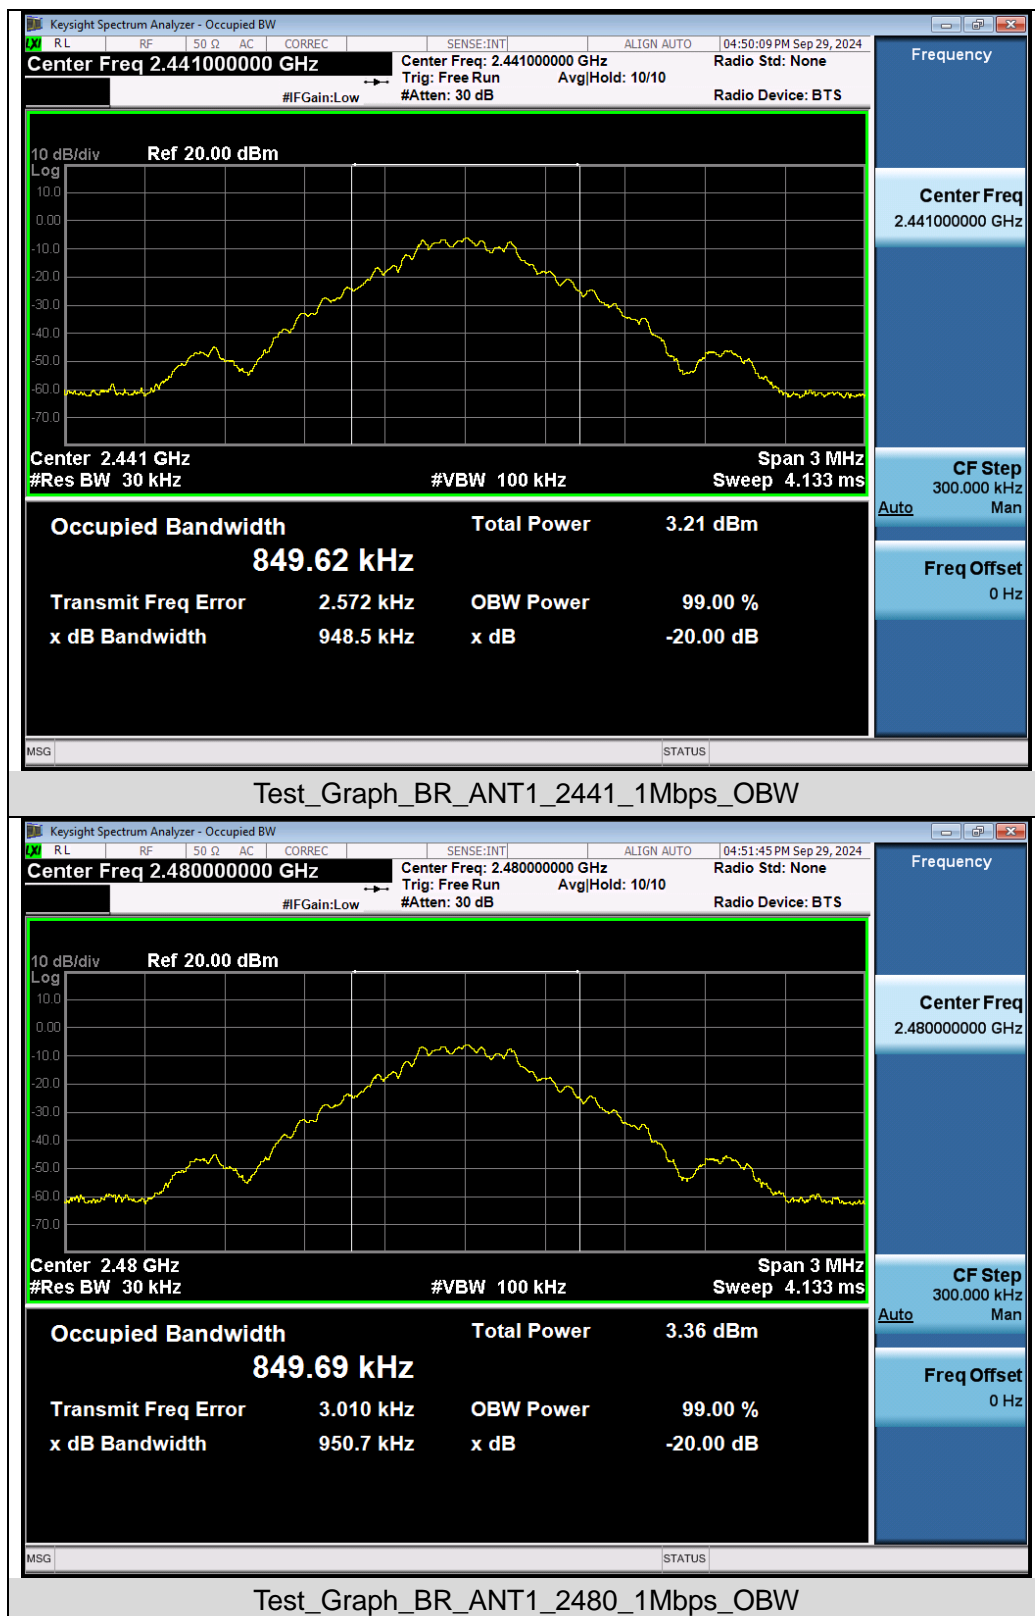 Keysight Spectrum Analyzer - Occupied BW
LXI RL RF 50 Ω AC CORREC SENSE:INT ALIGN AUTO 04:50:09 PM Sep 29, 2024
Center Freq 2.441000000 GHz Center Freq: 2.441000000 GHz Radio Std: None
Trig: Free Run Avg|Hold: 10/10
#IFGain:Low #Atten: 30 dB Radio Device: BTS
Frequency
10 dB/div Ref 20.00 dBm
Log
10.0
0.00
-10.0
-20.0
-30.0
-40.0
-50.0
-60.0
-70.0
Center Freq
2.441000000 GHz
Center 2.441 GHz Span 3 MHz
#Res BW 30 kHz #VBW 100 kHz Sweep 4.133 ms
CF Step
300.000 kHz
Auto Man
Occupied Bandwidth Total Power 3.21 dBm
849.62 kHz
Freq Offset
0 Hz
Transmit Freq Error 2.572 kHz OBW Power 99.00 %
x dB Bandwidth 948.5 kHz x dB -20.00 dB
MSG STATUS
Test_Graph_BR_ANT1_2441_1Mbps_OBW
Keysight Spectrum Analyzer - Occupied BW
LXI RL RF 50 Ω AC CORREC SENSE:INT ALIGN AUTO 04:51:45 PM Sep 29, 2024
Center Freq 2.480000000 GHz Center Freq: 2.480000000 GHz Radio Std: None
Trig: Free Run Avg|Hold: 10/10
#IFGain:Low #Atten: 30 dB Radio Device: BTS
Frequency
10 dB/div Ref 20.00 dBm
Log
10.0
0.00
-10.0
-20.0
-30.0
-40.0
-50.0
-60.0
-70.0
Center Freq
2.480000000 GHz
Center 2.48 GHz Span 3 MHz
#Res BW 30 kHz #VBW 100 kHz Sweep 4.133 ms
CF Step
300.000 kHz
Auto Man
Occupied Bandwidth Total Power 3.36 dBm
849.69 kHz
Freq Offset
0 Hz
Transmit Freq Error 3.010 kHz OBW Power 99.00 %
x dB Bandwidth 950.7 kHz x dB -20.00 dB
MSG STATUS
Test_Graph_BR_ANT1_2480_1Mbps_OBW